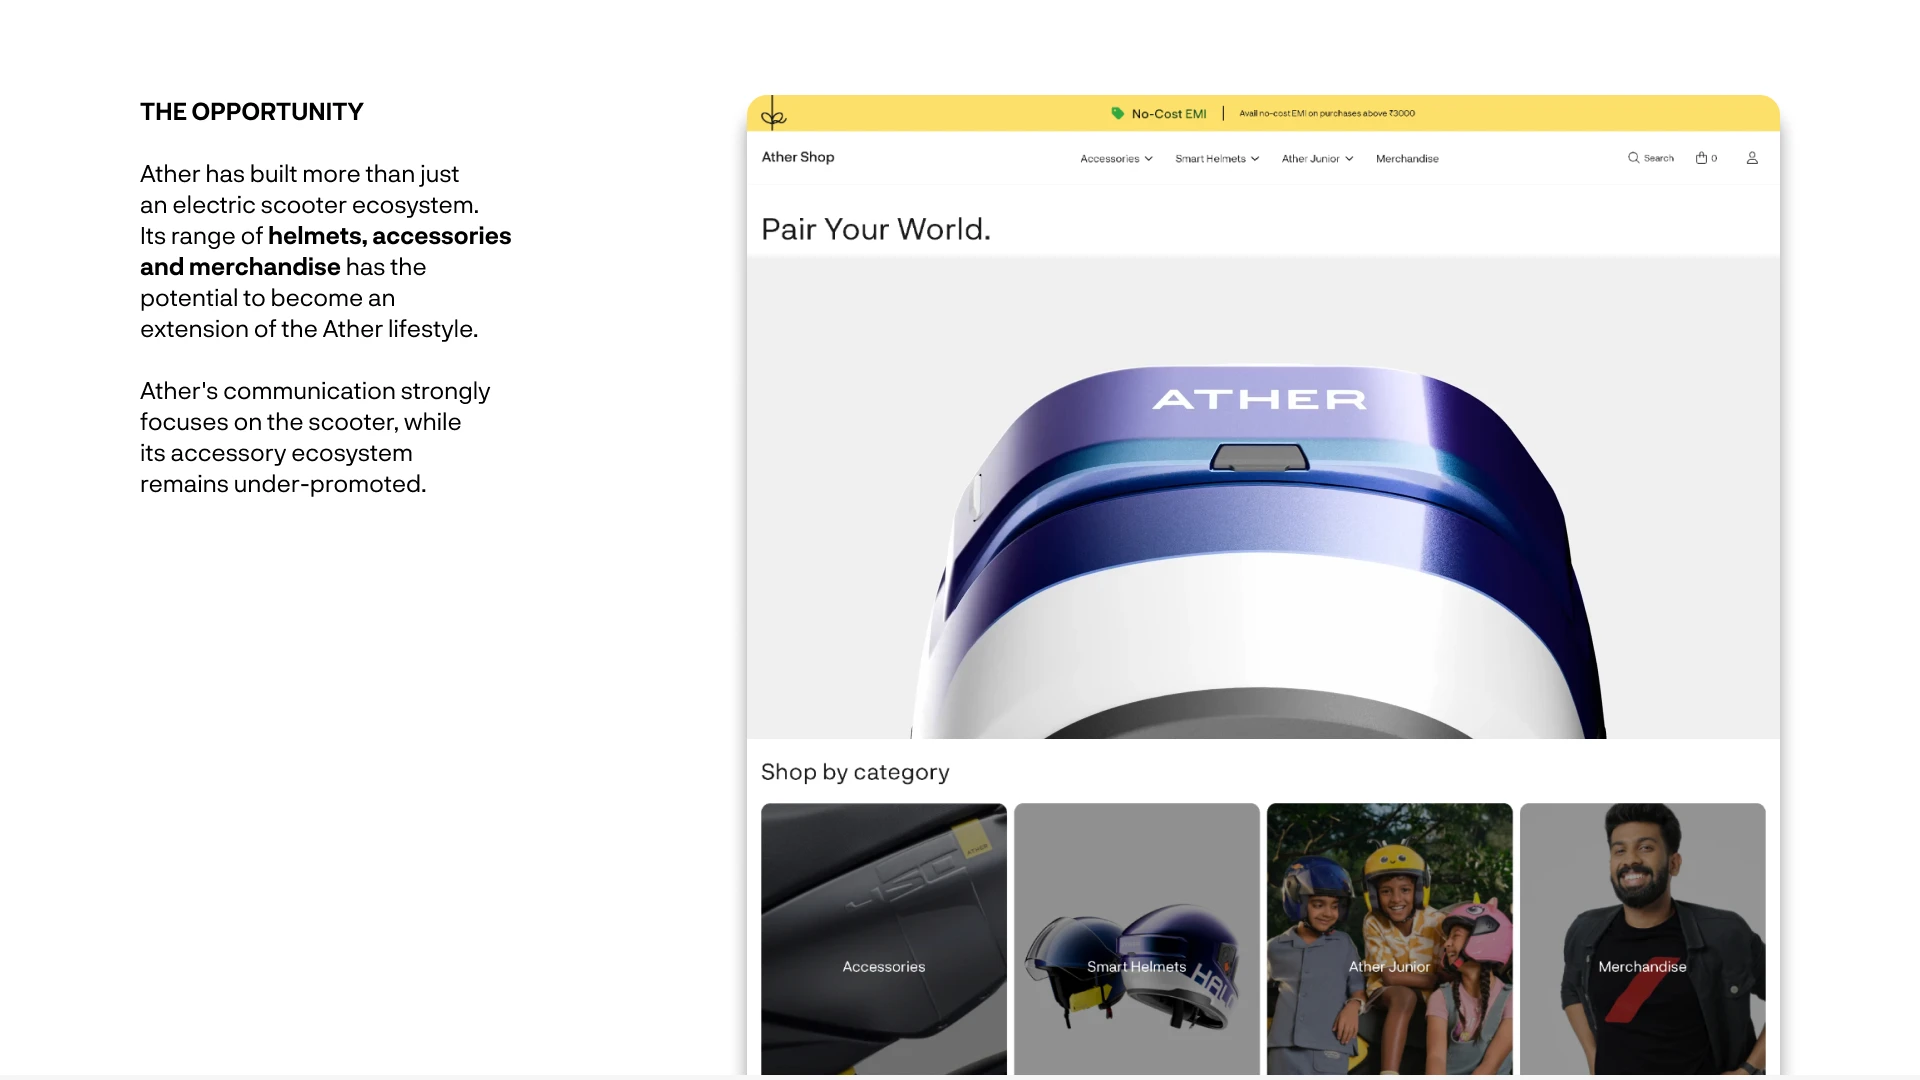 THE OPPORTUNITY
Ather has built more than just
an electric scooter ecosystem.
Its range of helmets, accessories
and merchandise has the
potential to become an
extension of the Ather lifestyle.
Ather's communication strongly
focuses on the scooter, while
its accessory ecosystem
remains under-promoted.
No-Cost EMI | Avail no-cost EMI on purchases above ₹3000
Ather Shop
Accessories
Smart Helmets
Ather Junior
Merchandise
Search
0
Pair Your World.
ATHER
Shop by category
ATHER
Accessories
Smart Helmets
HALO
Ather Junior
Merchandise